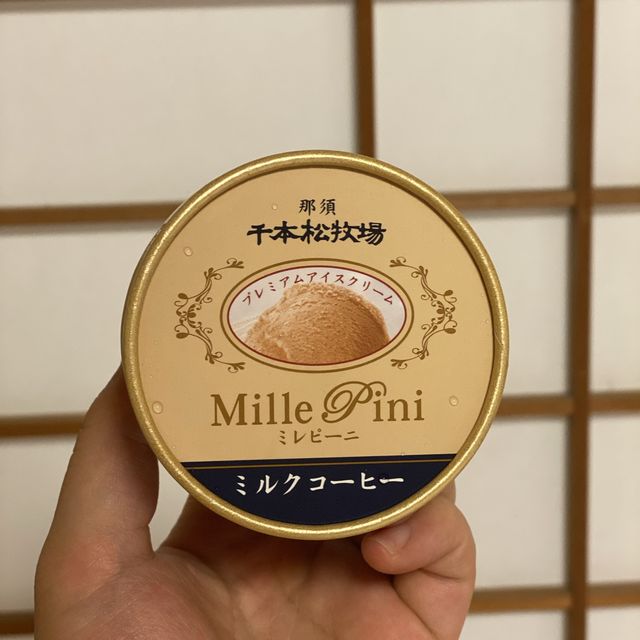 那須
千本松牧場
プレミアムアイスクリーム
Mille Pini
ミレピーニ
ミルクコーヒー